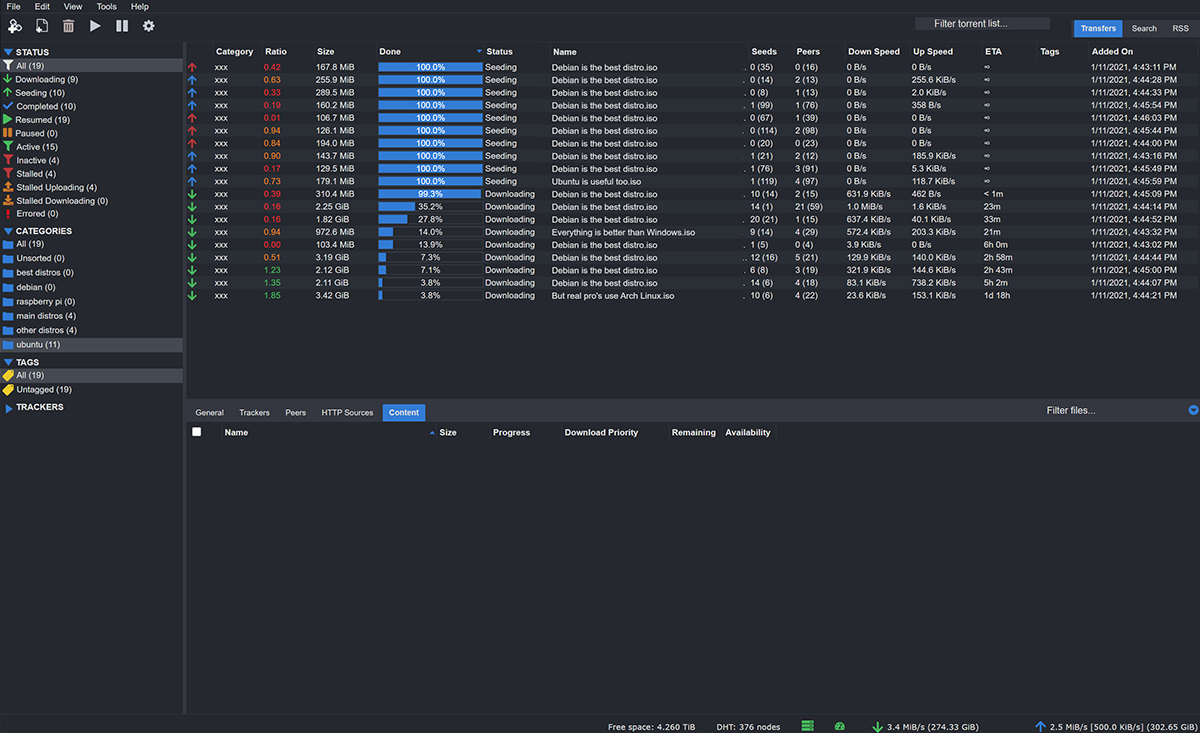 File Edit View Tools Help
Filter torrent list...
Transfers Search RSS
STATUS
All (19)
Downloading (9)
Seeding (10)
Completed (10)
Resumed (19)
Paused (0)
Active (15)
Inactive (4)
Stalled (4)
Stalled Uploading (4)
Stalled Downloading (0)
Errored (0)
CATEGORIES
All (19)
Unsorted (0)
best distros (0)
debian (0)
raspberry pi (0)
main distros (4)
other distros (4)
ubuntu (11)
TAGS
All (19)
Untagged (19)
TRACKERS
Category Ratio Size Done Status Name Seeds Peers Down Speed Up Speed ETA Tags Added On
xxx 0.42 167.8 MiB 100.0% Seeding Debian is the best distro.iso . 0 (35) 0 (16) 0 B/s 0 B/s ∞ 1/11/2021, 4:43:11 PM
xxx 0.63 255.9 MiB 100.0% Seeding Debian is the best distro.iso . 0 (14) 2 (13) 0 B/s 255.6 KiB/s ∞ 1/11/2021, 4:44:28 PM
xxx 0.33 289.5 MiB 100.0% Seeding Debian is the best distro.iso . 0 (8) 1 (13) 0 B/s 2.0 KiB/s ∞ 1/11/2021, 4:44:33 PM
xxx 0.19 160.2 MiB 100.0% Seeding Debian is the best distro.iso . 1 (99) 1 (76) 0 B/s 358 B/s ∞ 1/11/2021, 4:45:54 PM
xxx 0.01 106.7 MiB 100.0% Seeding Debian is the best distro.iso . 0 (67) 1 (39) 0 B/s 0 B/s ∞ 1/11/2021, 4:46:03 PM
xxx 0.94 126.1 MiB 100.0% Seeding Debian is the best distro.iso . 0 (114) 2 (98) 0 B/s 0 B/s ∞ 1/11/2021, 4:45:44 PM
xxx 0.84 194.0 MiB 100.0% Seeding Debian is the best distro.iso . 0 (20) 0 (23) 0 B/s 0 B/s ∞ 1/11/2021, 4:44:00 PM
xxx 0.90 143.7 MiB 100.0% Seeding Debian is the best distro.iso . 1 (21) 2 (12) 0 B/s 185.9 KiB/s ∞ 1/11/2021, 4:43:16 PM
xxx 0.17 129.5 MiB 100.0% Seeding Debian is the best distro.iso . 1 (76) 3 (91) 0 B/s 5.3 KiB/s ∞ 1/11/2021, 4:45:49 PM
xxx 0.73 179.1 MiB 100.0% Seeding Ubuntu is useful too.iso . 1 (119) 4 (97) 0 B/s 118.7 KiB/s ∞ 1/11/2021, 4:45:59 PM
xxx 0.39 310.4 MiB 99.3% Downloading Debian is the best distro.iso . 10 (14) 2 (15) 631.9 KiB/s 462 B/s < 1m 1/11/2021, 4:45:09 PM
xxx 0.16 2.25 GiB 35.2% Downloading Debian is the best distro.iso 14 (1) 21 (59) 1.0 MiB/s 1.6 KiB/s 23m 1/11/2021, 4:44:14 PM
xxx 0.16 1.82 GiB 27.8% Downloading Debian is the best distro.iso 20 (21) 1 (15) 637.4 KiB/s 40.1 KiB/s 33m 1/11/2021, 4:44:52 PM
xxx 0.94 972.6 MiB 14.0% Downloading Everything is better than Windows.iso 9 (14) 4 (29) 572.4 KiB/s 203.3 KiB/s 21m 1/11/2021, 4:43:32 PM
xxx 0.00 103.4 MiB 13.9% Downloading Debian is the best distro.iso . 1 (5) 0 (4) 3.9 KiB/s 0 B/s 6h 0m 1/11/2021, 4:43:02 PM
xxx 0.51 3.19 GiB 7.3% Downloading Debian is the best distro.iso .. 12 (16) 5 (21) 129.9 KiB/s 140.0 KiB/s 2h 58m 1/11/2021, 4:44:44 PM
xxx 1.23 2.12 GiB 7.1% Downloading Debian is the best distro.iso . 6 (8) 3 (19) 321.9 KiB/s 144.6 KiB/s 2h 43m 1/11/2021, 4:45:00 PM
xxx 1.35 2.11 GiB 3.8% Downloading Debian is the best distro.iso . 14 (6) 4 (18) 83.1 KiB/s 738.2 KiB/s 5h 2m 1/11/2021, 4:44:07 PM
xxx 1.85 3.42 GiB 3.8% Downloading But real pro's use Arch Linux.iso 10 (6) 4 (22) 23.6 KiB/s 153.1 KiB/s 1d 18h 1/11/2021, 4:44:21 PM
General Trackers Peers HTTP Sources Content Filter files...
Name Size Progress Download Priority Remaining Availability
Free space: 4.260 TiB DHT: 376 nodes 3.4 MiB/s (274.33 GiB) 2.5 MiB/s [500.0 KiB/s] (302.65 GiB)